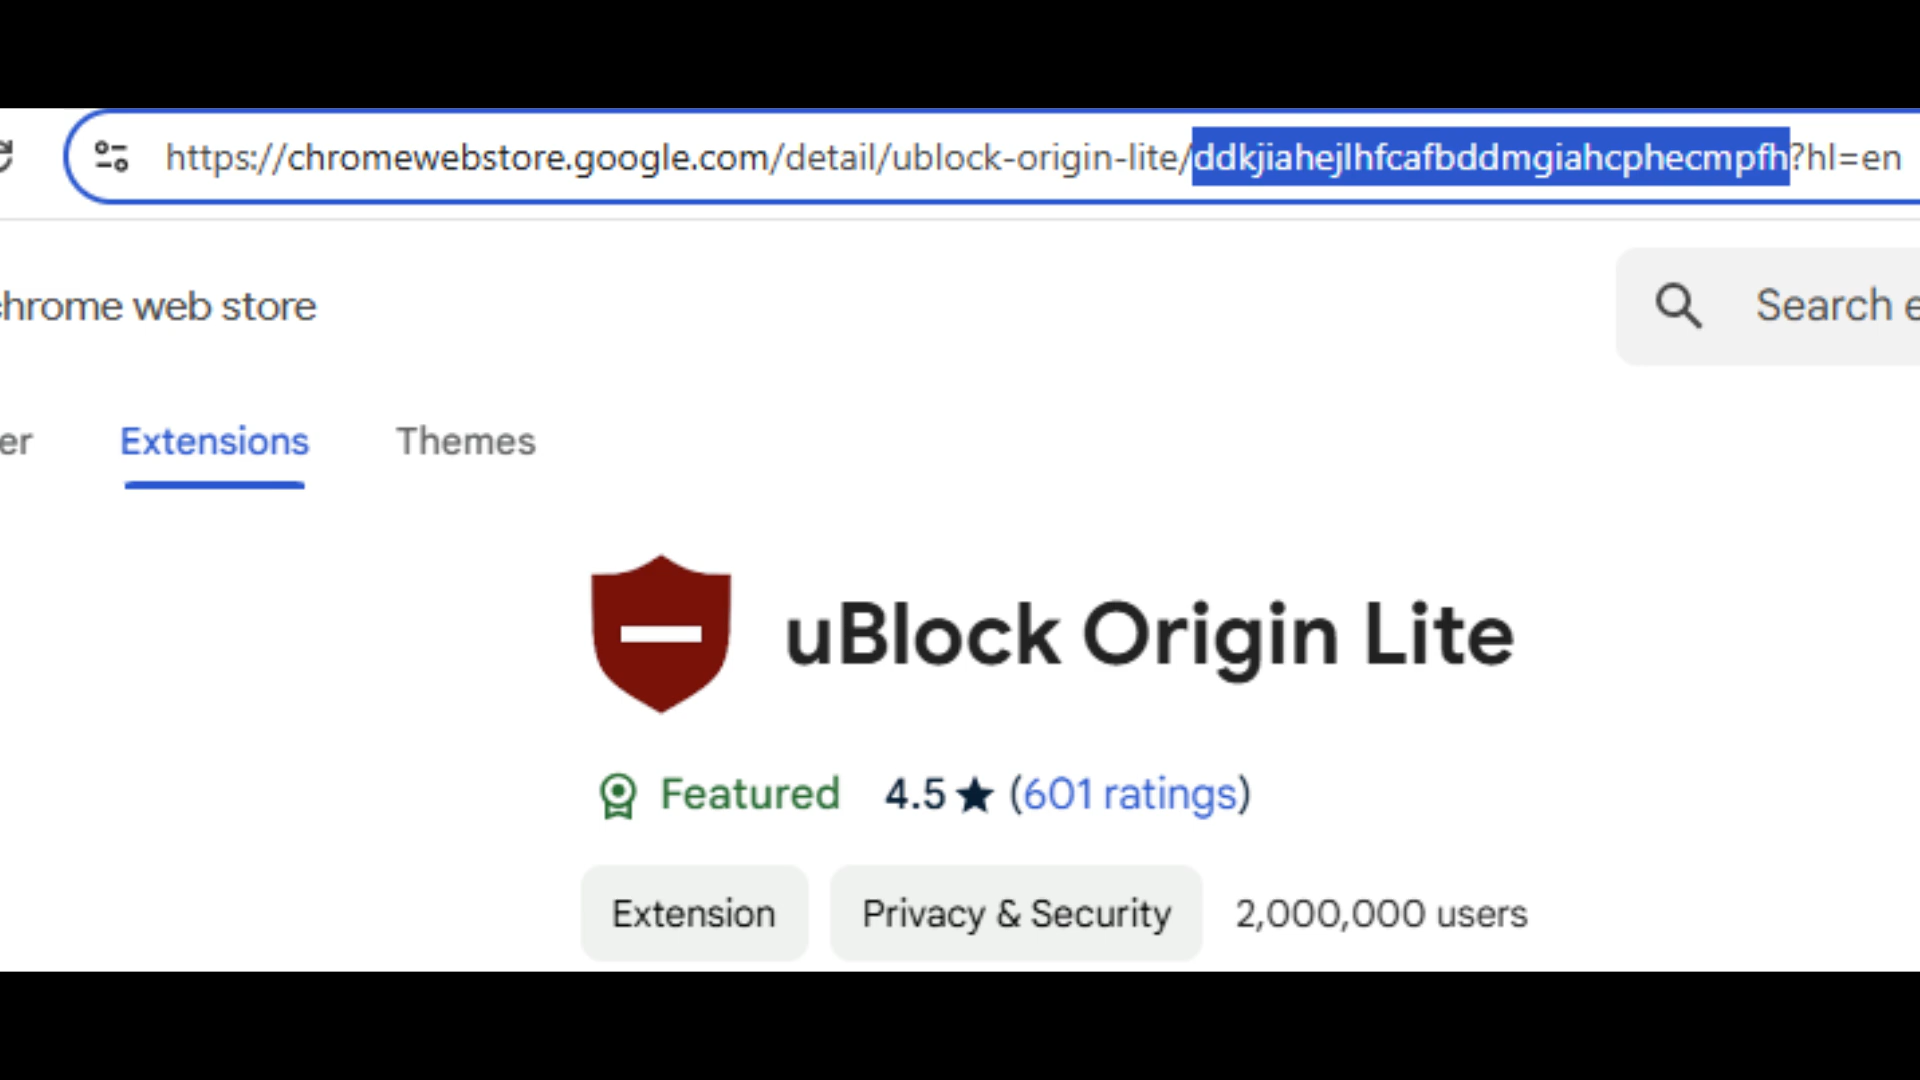 https://chromewebstore.google.com/detail/ublock-origin-lite/ddkjiahejlhfcafbddmgiahcphecmpfh?hl=en
chrome web store
Search e
er
Extensions
Themes
uBlock Origin Lite
Featured 4.5★ (601 ratings)
Extension
Privacy & Security
2,000,000 users